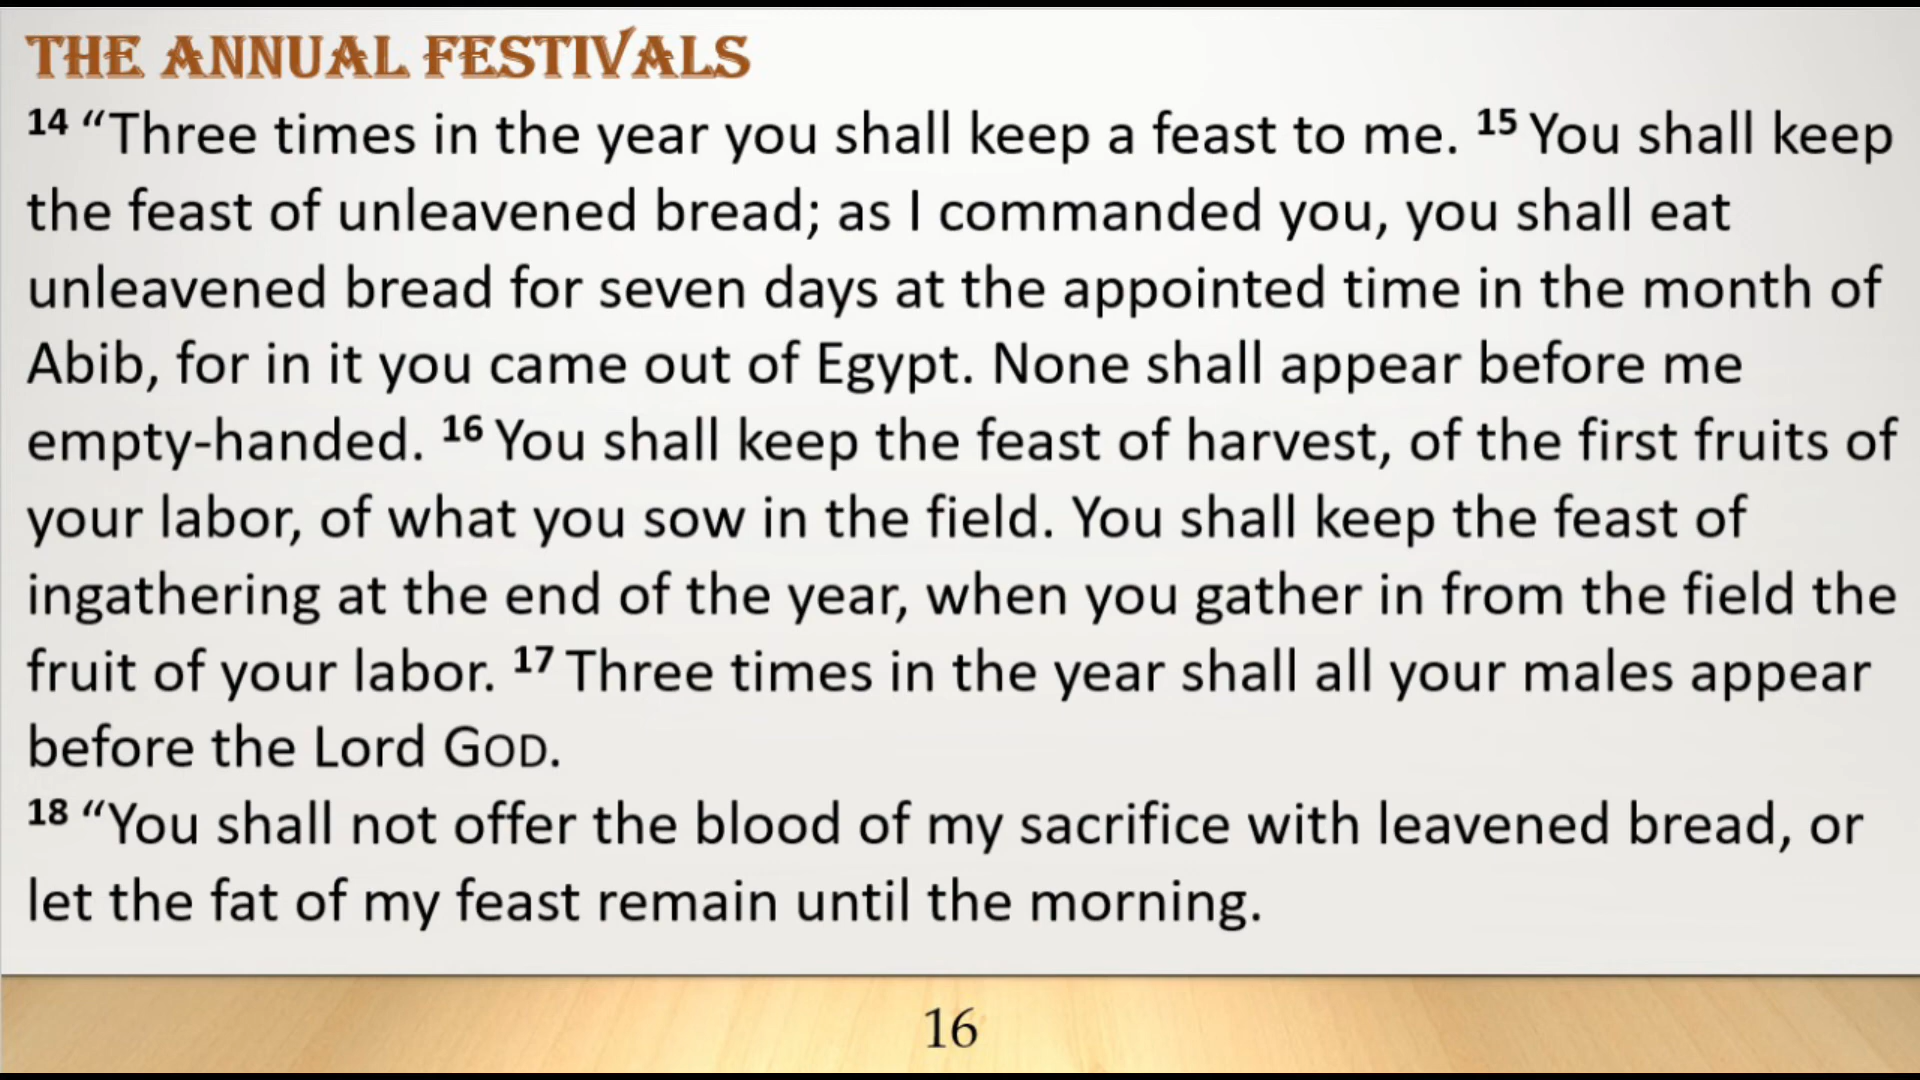 THE ANNUAL FESTIVALS
14 “Three times in the year you shall keep a feast to me. 15 You shall keep
the feast of unleavened bread; as I commanded you, you shall eat
unleavened bread for seven days at the appointed time in the month of
Abib, for in it you came out of Egypt. None shall appear before me
empty-handed. 16 You shall keep the feast of harvest, of the first fruits of
your labor, of what you sow in the field. You shall keep the feast of
ingathering at the end of the year, when you gather in from the field the
fruit of your labor. 17 Three times in the year shall all your males appear
before the Lord GOD.
18 “You shall not offer the blood of my sacrifice with leavened bread, or
let the fat of my feast remain until the morning.
16